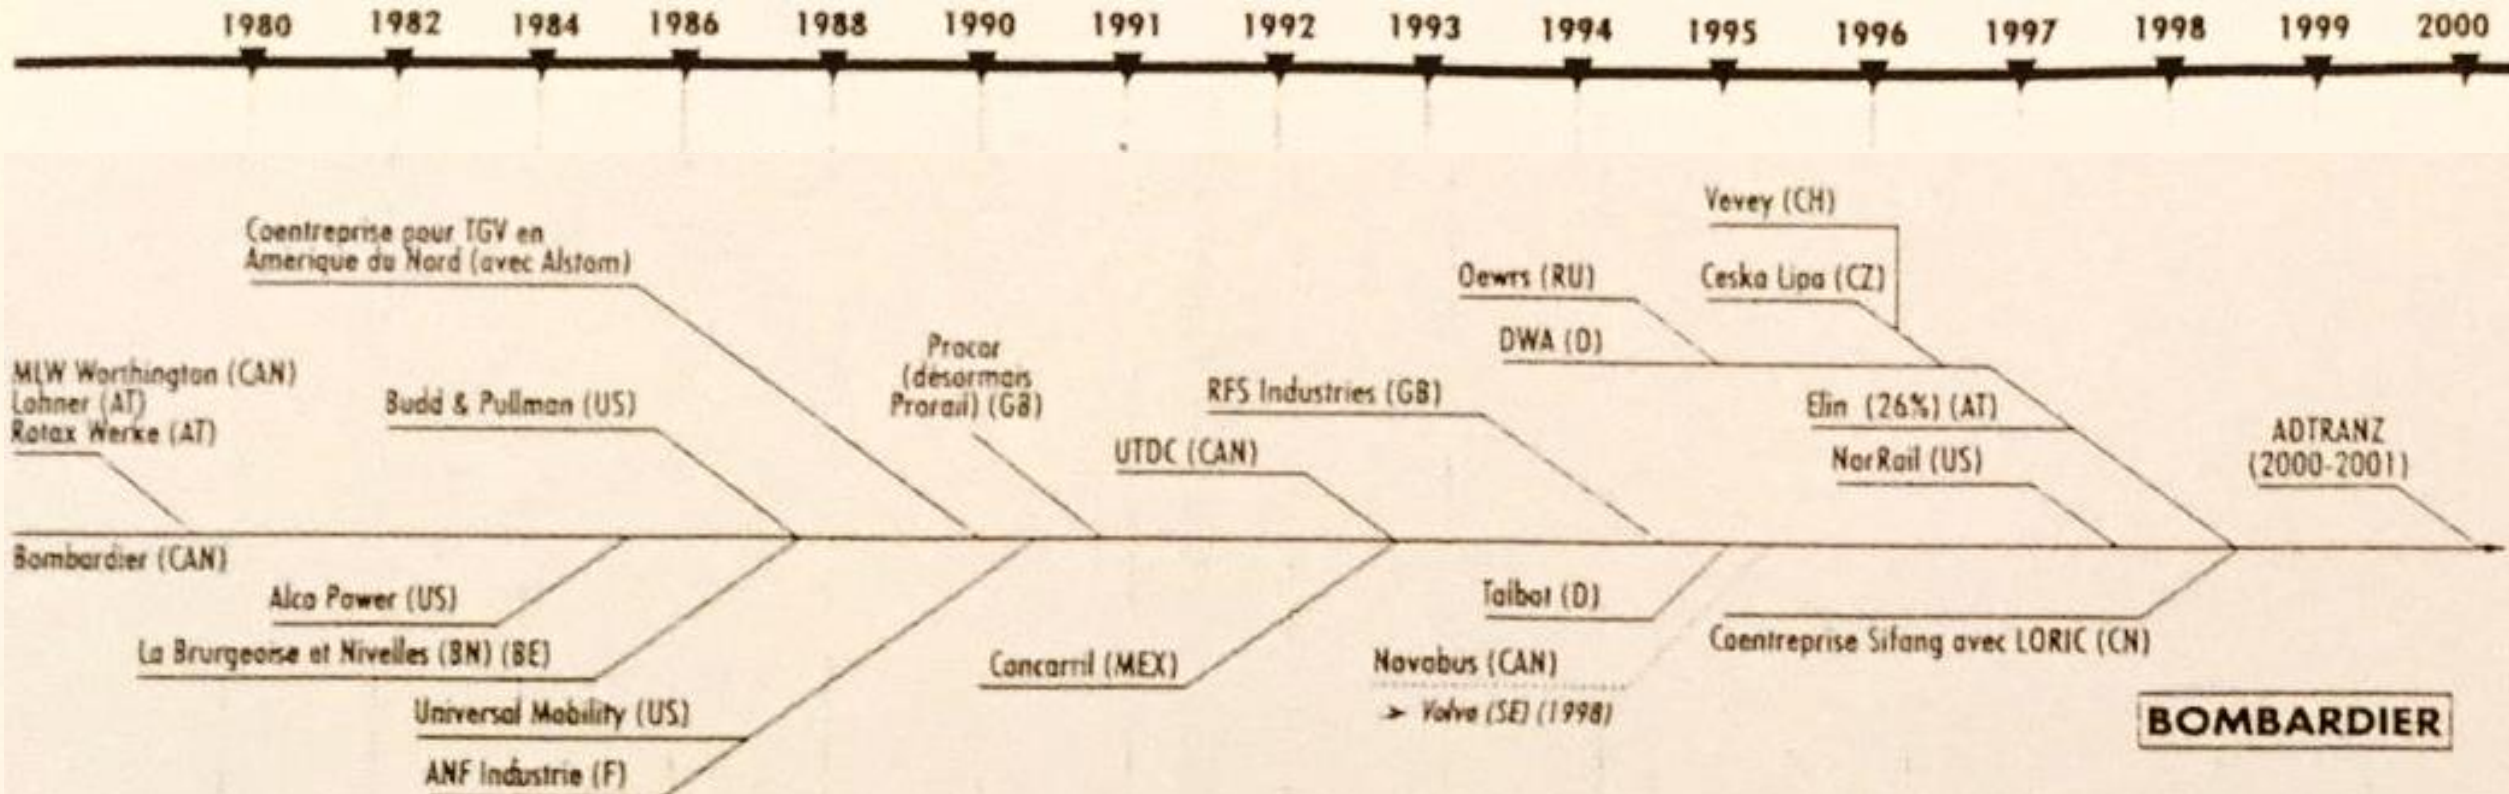 1980 1982 1984 1986 1988 1990 1991 1992 1993 1994 1995 1996 1997 1998 1999 2000
Vevey (CH)
Coentreprise pour TGV en
Amerique du Nord (avec Alstom)
Oewrs (RU)
Ceska Lipa (CZ)
DWA (D)
Procor
(désormais
Prorail) (GB)
MLW Worthington (CAN)
Lohner (AT)
Rotax Werke (AT)
Budd & Pullman (US)
RFS Industries (GB)
Elin (26%) (AT)
UTDC (CAN)
NorRail (US)
ADTRANZ
(2000-2001)
Bombardier (CAN)
Alco Power (US)
Talbot (D)
La Brurgeoise et Nivelles (BN) (BE)
Concarril (MEX)
Novabus (CAN)
➔ Volvo (SE) (1998)
Coentreprise Sifang avec LORIC (CN)
Universal Mobility (US)
ANF Industrie (F)
BOMBARDIER